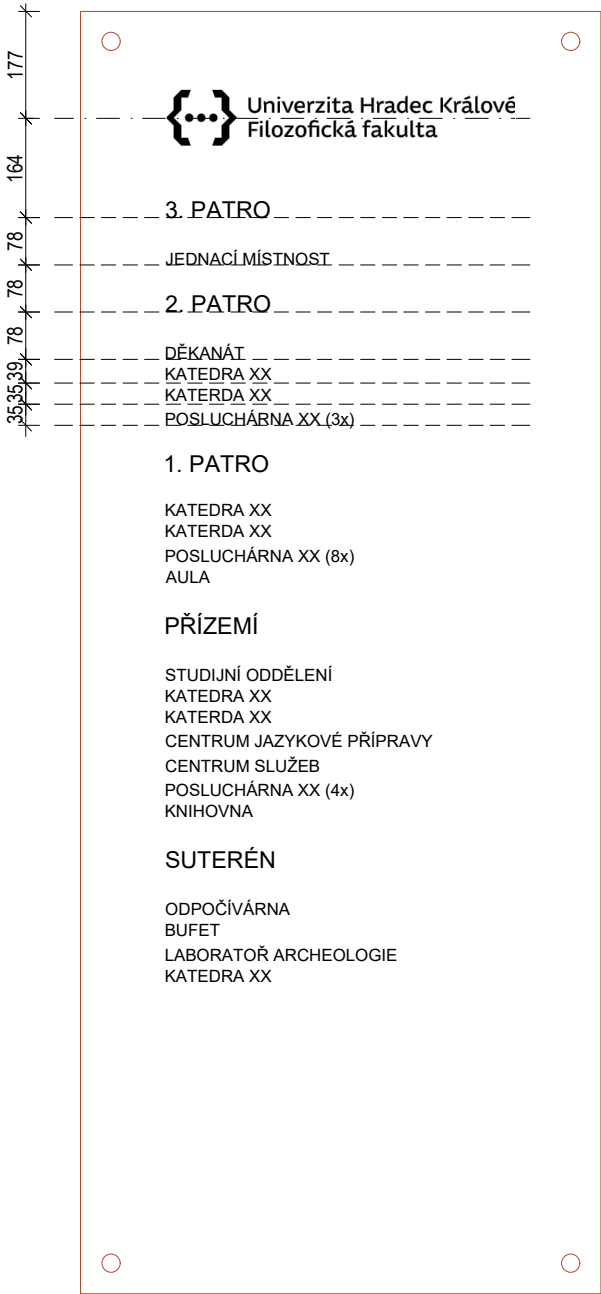 177
164
78
78
78
39
35
35
Univerzita Hradec Králové
Filozofická fakulta
3. PATRO
JEDNACÍ MÍSTNOST
2. PATRO
DĚKANÁT
KATEDRA XX
KATERDA XX
POSLUCHÁRNA XX (3x)
1. PATRO
KATEDRA XX
KATERDA XX
POSLUCHÁRNA XX (8x)
AULA
PŘÍZEMÍ
STUDIJNÍ ODDĚLENÍ
KATEDRA XX
KATERDA XX
CENTRUM JAZYKOVÉ PŘÍPRAVY
CENTRUM SLUŽEB
POSLUCHÁRNA XX (4x)
KNIHOVNA
SUTERÉN
ODPOČÍVÁRNA
BUFET
LABORATOŘ ARCHEOLOGIE
KATEDRA XX